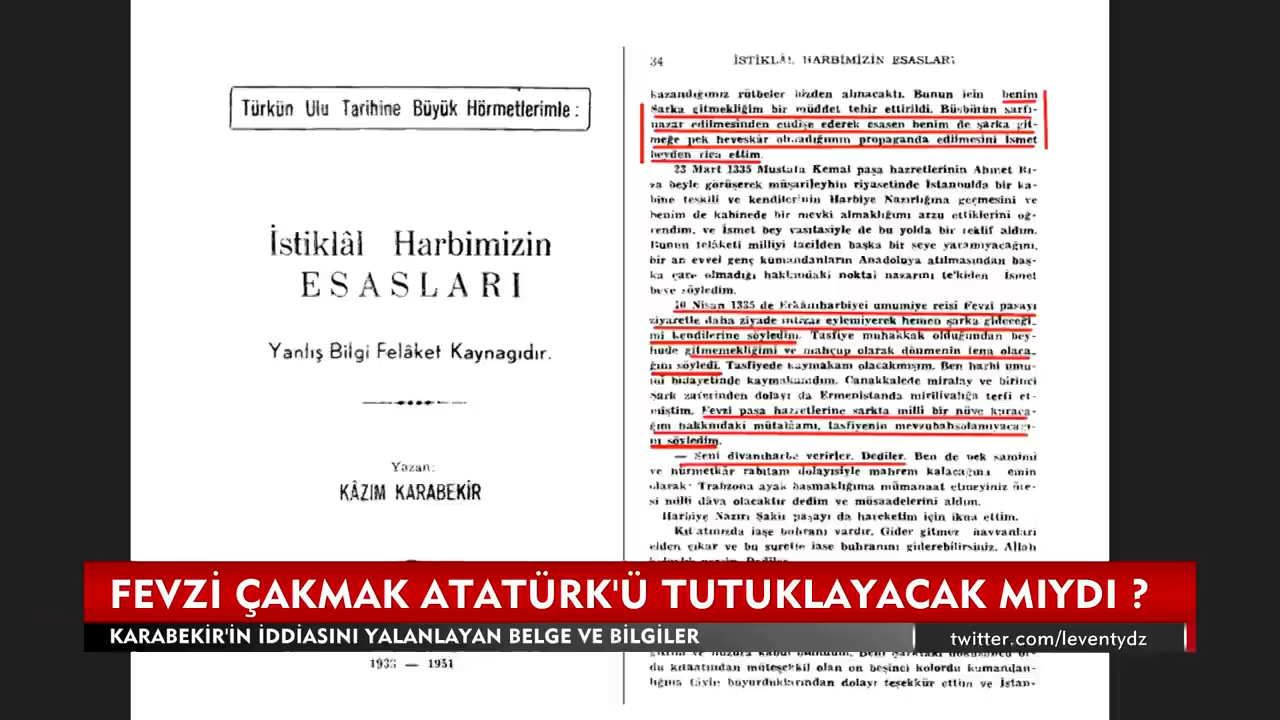 Türkün Ulu Tarihine Büyük Hörmetlerimle :
İstiklâl Harbimizin
ESASLARI
Yanlış Bilgi Felâket Kaynagıdır.
Yazan:
KÂZIM KARABEKİR
1933 — 1951
34 İSTİKLÂL HARBİMİZİN ESASLARI
kazandığımız rütbeler bizden alınacaktı. Bunun için benim
Şarka gitmekliğim bir müddet tehir ettirildi. Büsbütün sarfı-
nazar edilmesinden endişe ederek esasen benim de şarka git-
meğe pek heveskâr olmadığımın propaganda edilmesini İsmet
beyden rica ettim.
23 Mart 1335 Mustafa Kemal paşa hazretlerinin Ahmet Rı-
za beyle görüşerek müşarileyhin riyasetinde İstanbulda bir ka-
bine teşkili ve kendilerinin Harbiye Nazırlığına geçmesini ve
benim de kabinede bir mevki almaklığımı arzu ettiklerini öğ-
rendim, ve İsmet bey vasıtasiyle de bu yolda bir teklif aldım.
Bunun felâketi milliyi tacilden başka bir şeye yaramıyacağını,
bir an evvel genç kumandanların Anadoluya atılmasından baş-
ka çare olmadığı hakkındaki noktai nazarını te'kiden İsmet
beye söyledim.
10 Nisan 1335 de Erkânıharbiyei umumiye reisi Fevzi paşayı
ziyaretle daha ziyade intizar eylemiyerek hemen şarka gideceği-
mi kendilerine söyledim. Tasfiye muhakkak olduğundan bey-
hude gitmemekliğimi ve mahçup olarak dönmenin fena olaca-
ğını söyledi. Tasfiyede kaymakam olacakmışım. Ben harbi umu-
mî bidayetinde kaymakamdım. Çanakkalede miralay ve birinci
Şark zaferinden dolayı da Ermenistanda mirilivalığa terfi et-
miştim. Fevzi paşa hazretlerine şarkta milli bir nüve kuraca-
ğım hakkındaki mütalâamı, tasfiyenin mevzubahsolamıyacağı-
nı söyledim.
— Seni divanıharbe verirler. Dediler. Ben de pek samimi
ve hürmetkâr rabıtam dolayısiyle mahrem kalacağına emin
olarak: Trabzona ayak basmaklığıma mümanaat etmeyiniz öte-
si milli dâva olacaktır dedim ve müsaadelerini aldım.
Harbiye Nazırı Şakir paşayı da hareketim için ikna ettim.
Kıt'atınızda iaşe buhranı vardır. Gider gitmez hayvanları
elden çıkar ve bu suretle iaşe buhranını giderebilirsiniz. Allah
FEVZİ ÇAKMAK ATATÜRK'Ü TUTUKLAYACAK MIYDI ?
KARABEKİR'İN İDDİASINI YALANLAYAN BELGE VE BİLGİLER
twitter.com/leventydz
du kıtaatından müteşekkil olan on beşinci kolordu kumandan-
lığına tâyin buyurduklarından dolayı teşekkür ettim ve İstan-